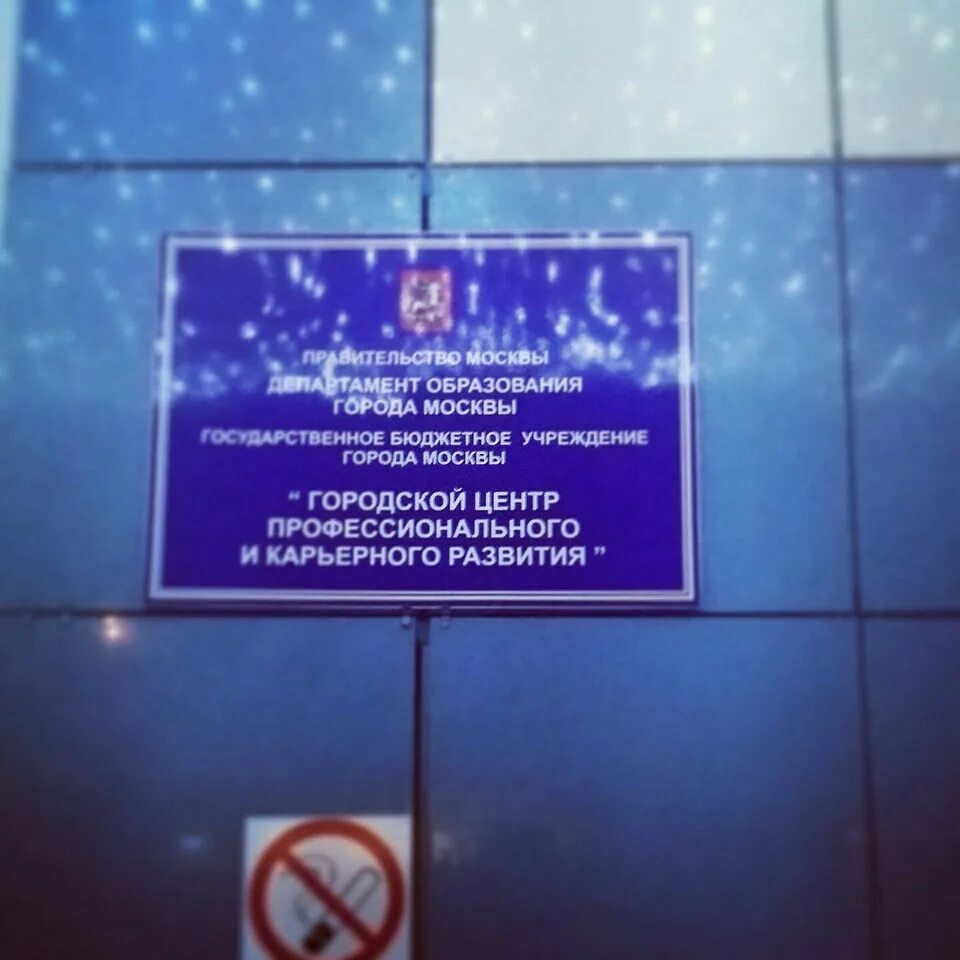 ПРАВИТЕЛЬСТВО МОСКВЫ
ДЕПАРТАМЕНТ ОБРАЗОВАНИЯ
ГОРОДА МОСКВЫ
ГОСУДАРСТВЕННОЕ БЮДЖЕТНОЕ УЧРЕЖДЕНИЕ
ГОРОДА МОСКВЫ
“ ГОРОДСКОЙ ЦЕНТР
ПРОФЕССИОНАЛЬНОГО
И КАРЬЕРНОГО РАЗВИТИЯ ”